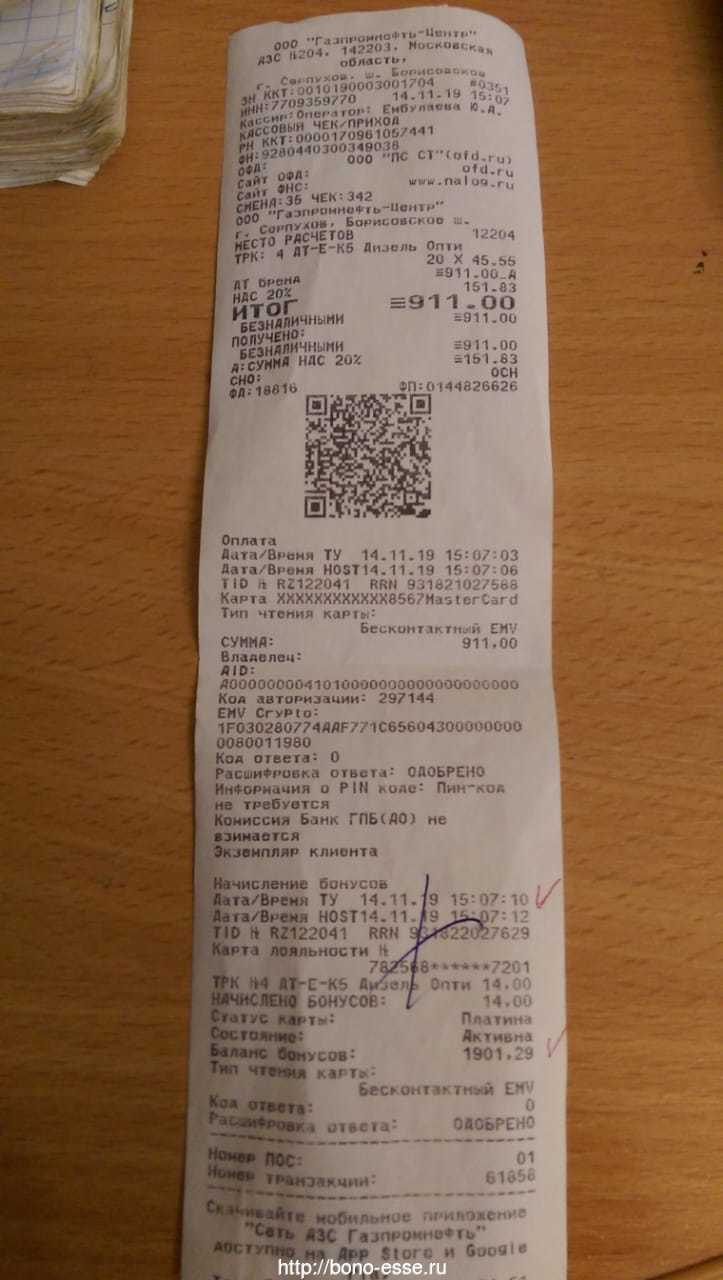 ООО "Газпромнефть-Центр"
АЗС №204, 142203, Московская
область,
г. Серпухов, ш. Борисовское
ЗН ККТ:0010190003001704 #0351
ИНН:7709359770 14.11.19 15:07
Кассир:Оператор: Ембулаева Ю.А.
КАССОВЫЙ ЧЕК/ПРИХОД
РН ККТ:0000170961057441
ФН:9280440300349038
ОФД: ООО "ПС СТ"(ofd.ru)
Сайт ОФД: ofd.ru
Сайт ФНС: www.nalog.ru
СМЕНА:35 ЧЕК:342
ООО "Газпромнефть-Центр"
г. Серпухов, Борисовское ш.
МЕСТО РАСЧЕТОВ 12204
ТРК: 4 АТ-Е-К5 Дизель Опти
20 X 45.55
≡911.00_А
АТ бренд
НДС 20% 151.83
ИТОГ ≡911.00
БЕЗНАЛИЧНЫМИ ≡911.00
ПОЛУЧЕНО:
БЕЗНАЛИЧНЫМИ ≡911.00
А:СУММА НДС 20% ≡151.83
СНО: ОСН
ФД:18816 ФП:0144826626
Оплата
Дата/Время ТУ 14.11.19 15:07:03
Дата/Время HOST14.11.19 15:07:06
TID № RZ122041 RRN 931821027588
Карта XXXXXXXXXXXX8567MasterCard
Тип чтения карты:
Бесконтактный EMV
СУММА: 911,00
Владелец:
AID:
A0000000041010000000000000000000
Код авторизации: 297144
EMV Crypto:
1F030280774AAF771C65604300000000
0080011980
Код ответа: 0
Расшифровка ответа: ОДОБРЕНО
Информация о PIN коде: Пин-код
не требуется
Комиссия Банк ГПБ(АО) не
взимается
Экземпляр клиента
Начисление бонусов
Дата/Время ТУ 14.11.19 15:07:10
Дата/Время HOST14.11.19 15:07:12
TID № RZ122041 RRN 931822027629
Карта лояльности №
782568******7201
ТРК №4 АТ-Е-К5 Дизель Опти 14.00
НАЧИСЛЕНО БОНУСОВ: 14,00
Статус карты: Платина
Состояние: Активна
Баланс бонусов: 1901,29
Тип чтения карты:
Бесконтактный EMV
Код ответа: 0
Расшифровка ответа: ОДОБРЕНО
Номер ПОС: 01
Номер транзакции: 61858
Скачивайте мобильное приложение
"Сеть АЗС Газпромнефть"
доступно на App Store и Google
http://bono-esse.ru